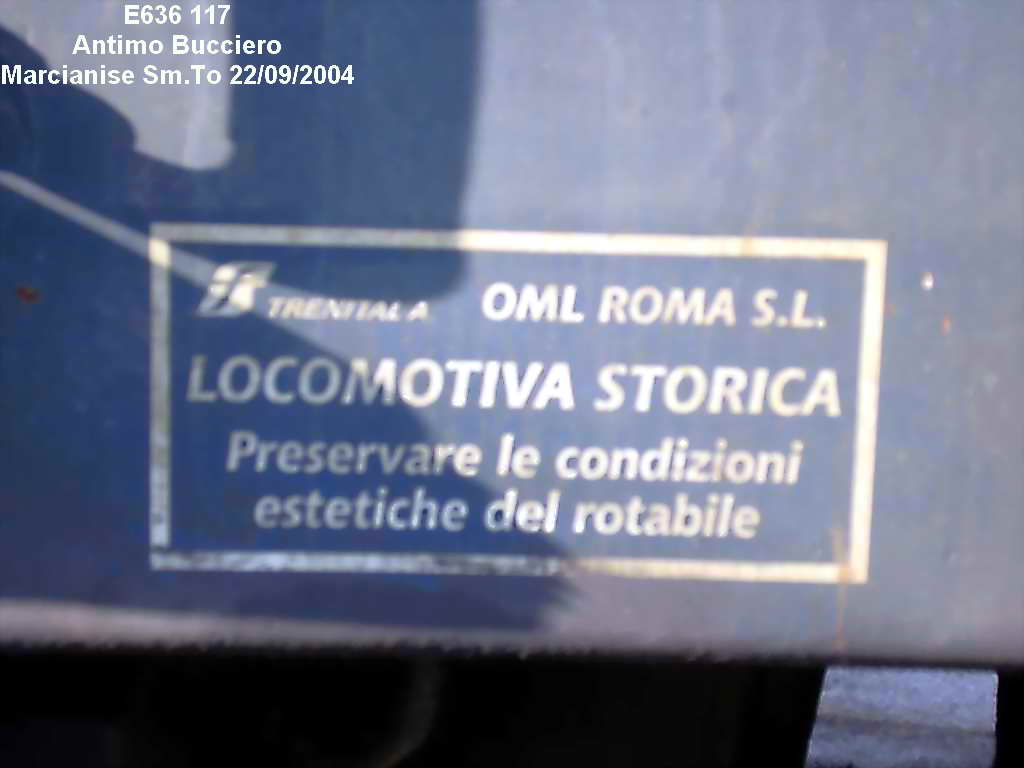 E636 117
Antimo Bucciero
Marcianise Sm.To 22/09/2004
TRENITALIA OML ROMA S.L.
LOCOMOTIVA STORICA
Preservare le condizioni
estetiche del rotabile